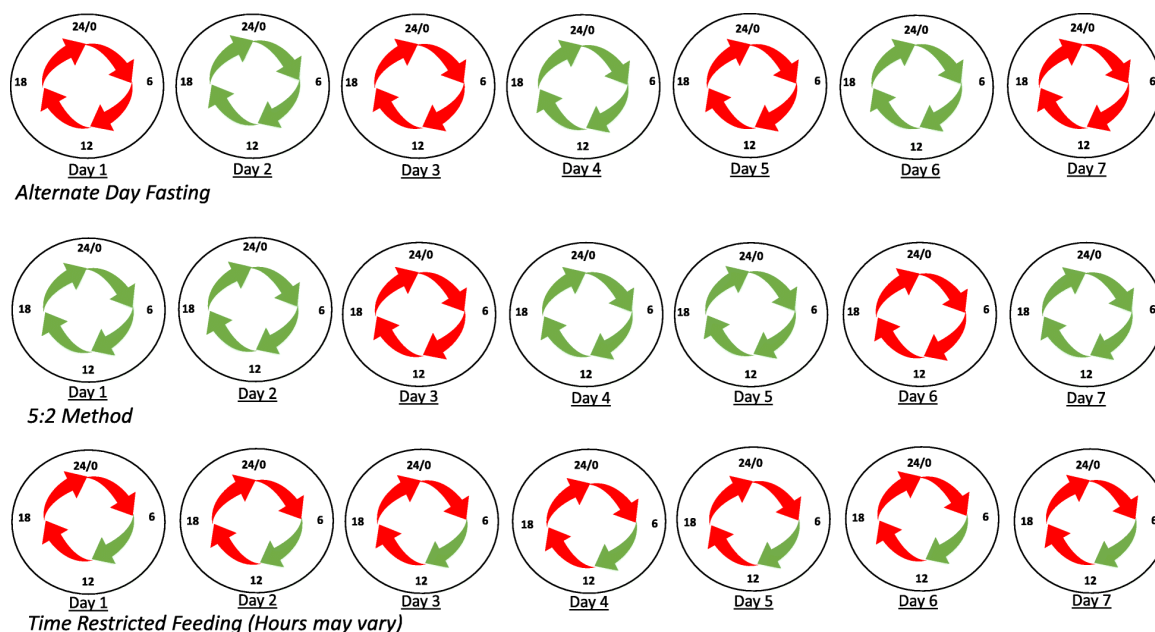 24/0 24/0 24/0 24/0 24/0 24/0 24/0
18 6 18 6 18 6 18 6 18 6 18 6 18 6
12 12 12 12 12 12 12
Day 1 Day 2 Day 3 Day 4 Day 5 Day 6 Day 7
Alternate Day Fasting
24/0 24/0 24/0 24/0 24/0 24/0 24/0
18 6 18 6 18 6 18 6 18 6 18 6 18 6
12 12 12 12 12 12 12
Day 1 Day 2 Day 3 Day 4 Day 5 Day 6 Day 7
5:2 Method
24/0 24/0 24/0 24/0 24/0 24/0 24/0
18 6 18 6 18 6 18 6 18 6 18 6 18 6
12 12 12 12 12 12 12
Day 1 Day 2 Day 3 Day 4 Day 5 Day 6 Day 7
Time Restricted Feeding (Hours may vary)